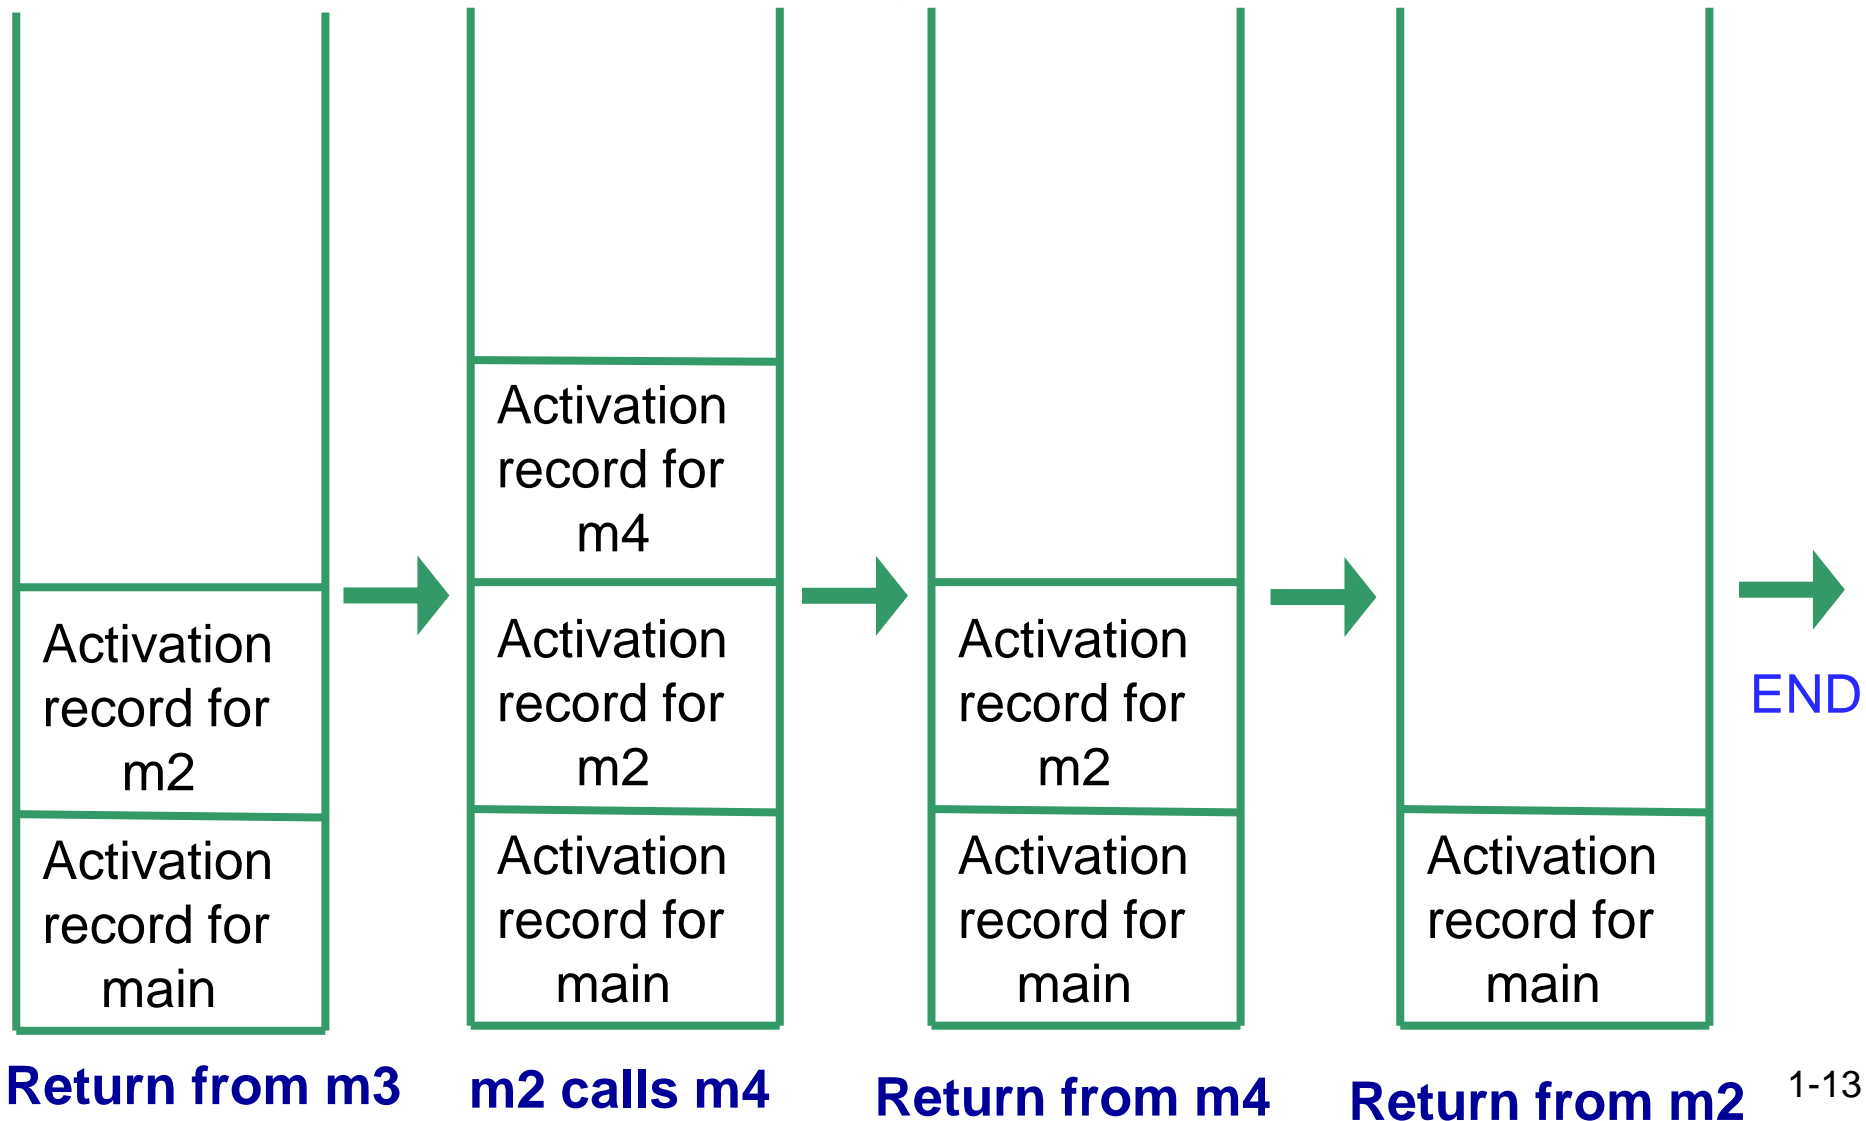 Activation
record for
m2
Activation
record for
main
Return from m3
Activation
record for
m4
Activation
record for
m2
Activation
record for
main
m2 calls m4
Activation
record for
m2
Activation
record for
main
Return from m4
Activation
record for
main
Return from m2
END
1-13